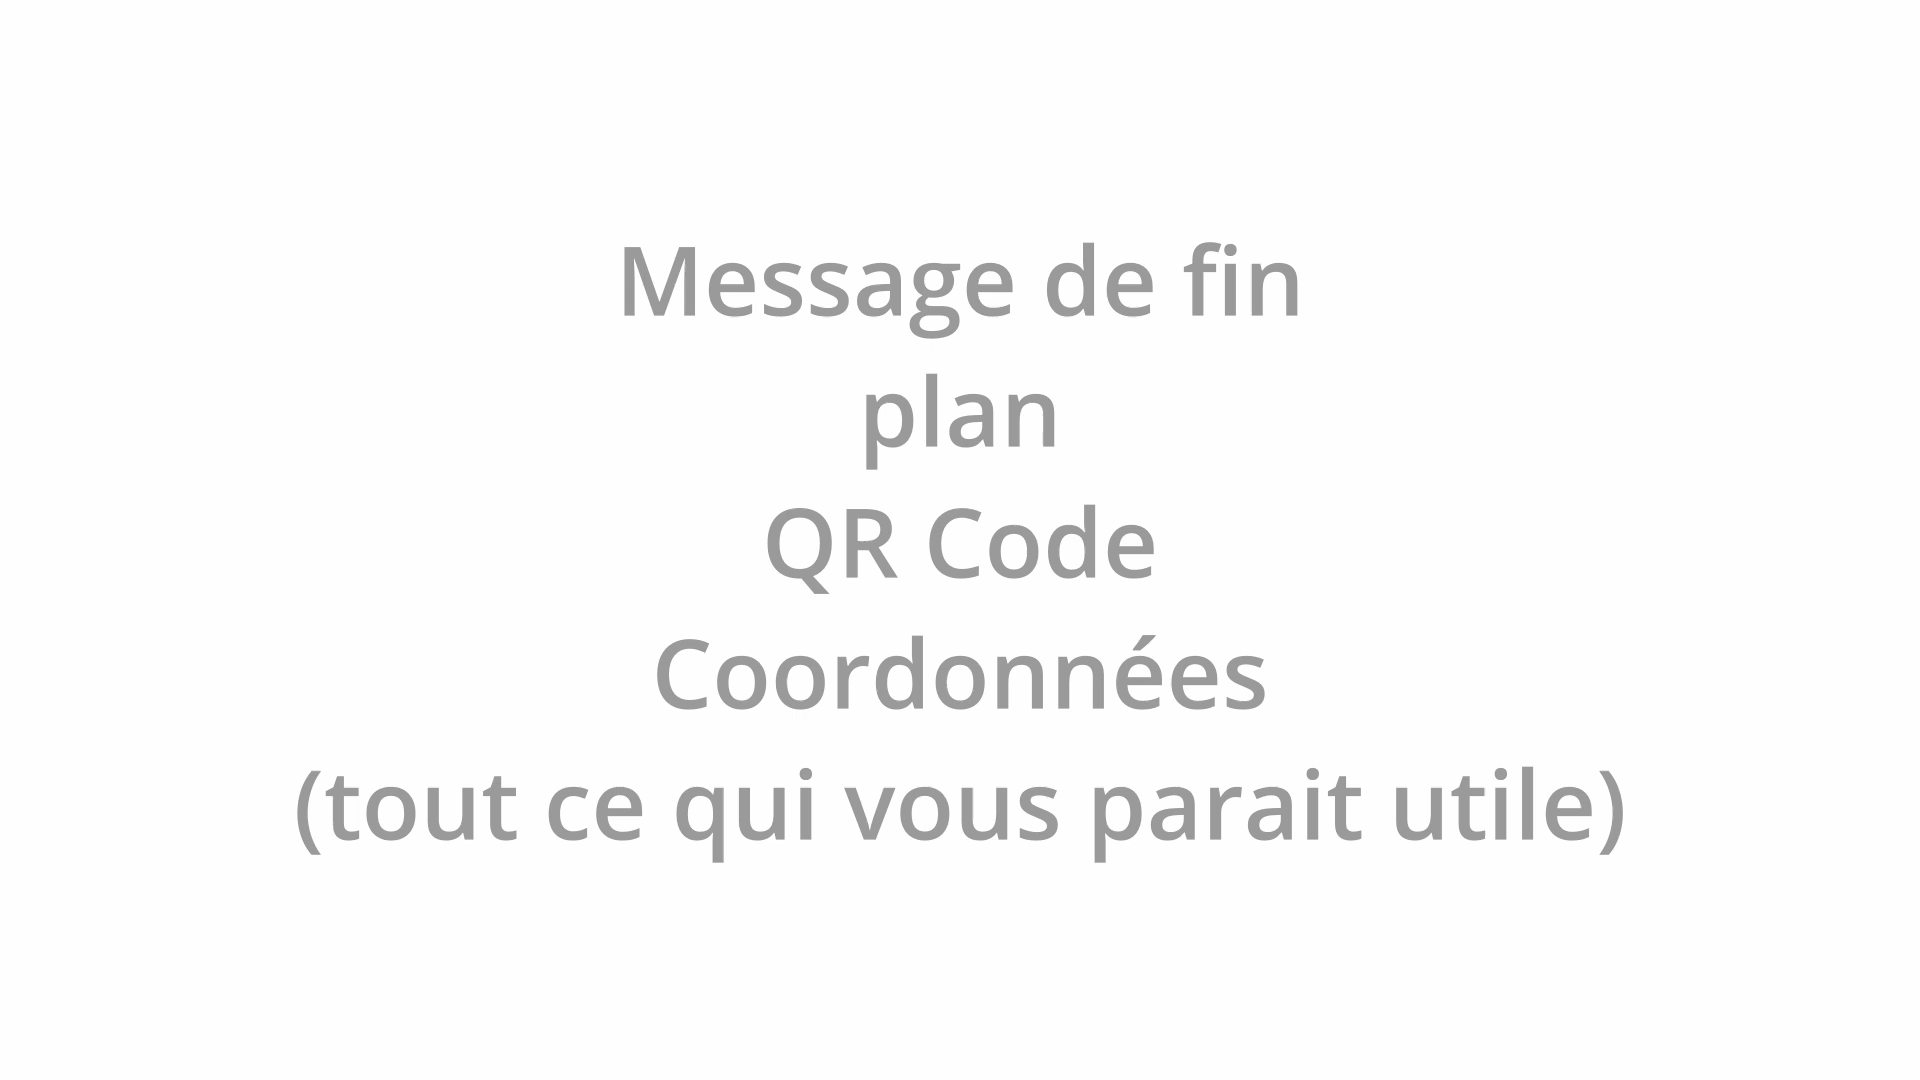 Message de fin
plan
QR Code
Coordonnées
(tout ce qui vous parait utile)